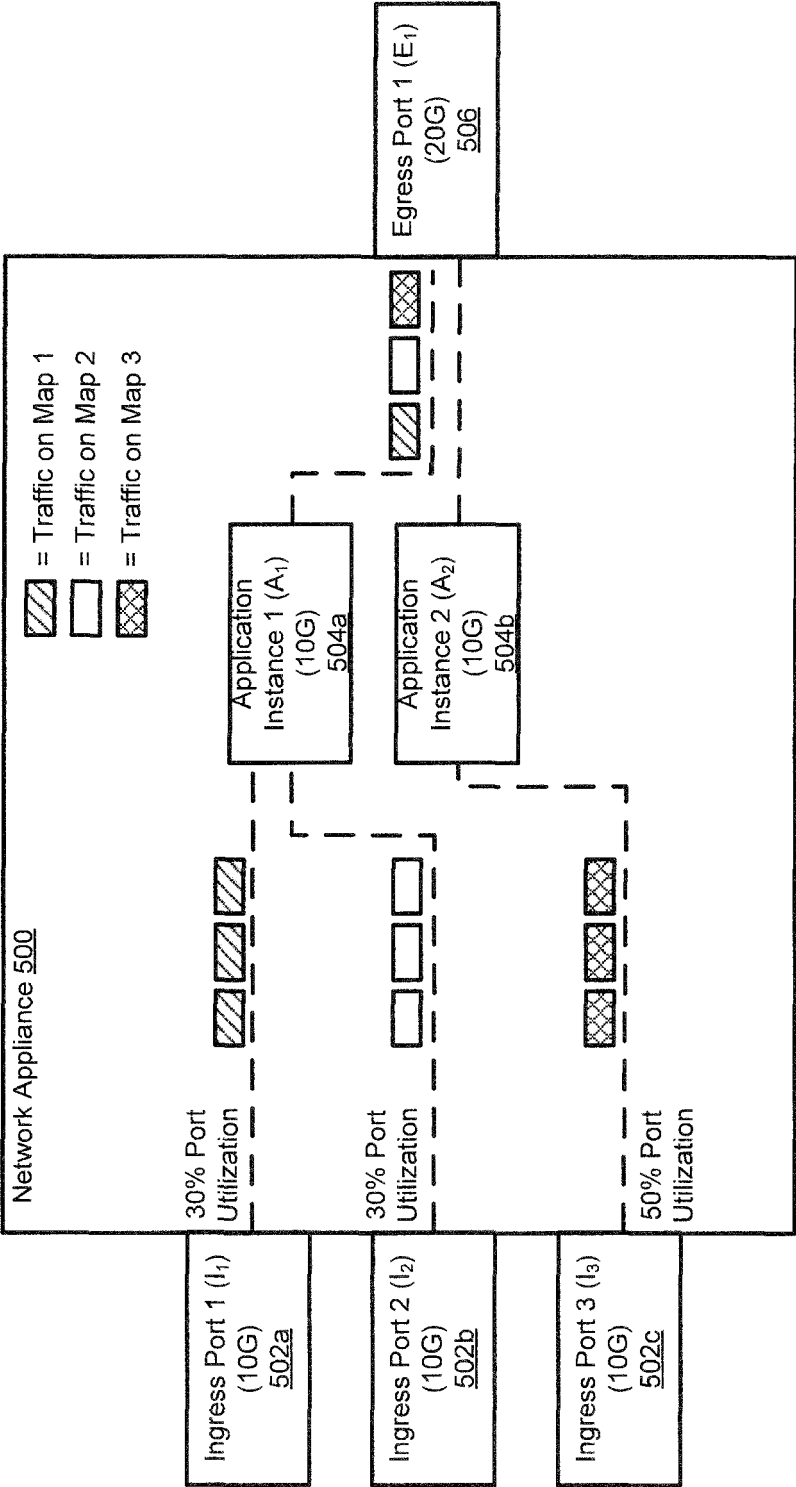 Network Appliance 500
= Traffic on Map 1
= Traffic on Map 2
= Traffic on Map 3
Ingress Port 1 (I₁)
(10G)
502a
30% Port
Utilization
Ingress Port 2 (I₂)
(10G)
502b
30% Port
Utilization
Ingress Port 3 (I₃)
(10G)
502c
50% Port
Utilization
Application
Instance 1 (A₁)
(10G)
504a
Application
Instance 2 (A₂)
(10G)
504b
Egress Port 1 (E₁)
(20G)
506